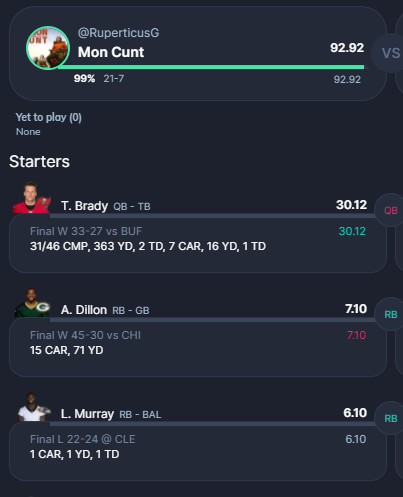 @RuperticusG
Mon Cunt
92.92
VS
99% 21-7
92.92
Yet to play (0)
None
Starters
T. Brady QB - TB
30.12
QB
Final W 33-27 vs BUF
30.12
31/46 CMP, 363 YD, 2 TD, 7 CAR, 16 YD, 1 TD
A. Dillon RB - GB
7.10
RB
Final W 45-30 vs CHI
7.10
15 CAR, 71 YD
L. Murray RB - BAL
6.10
RB
Final L 22-24 @ CLE
6.10
1 CAR, 1 YD, 1 TD